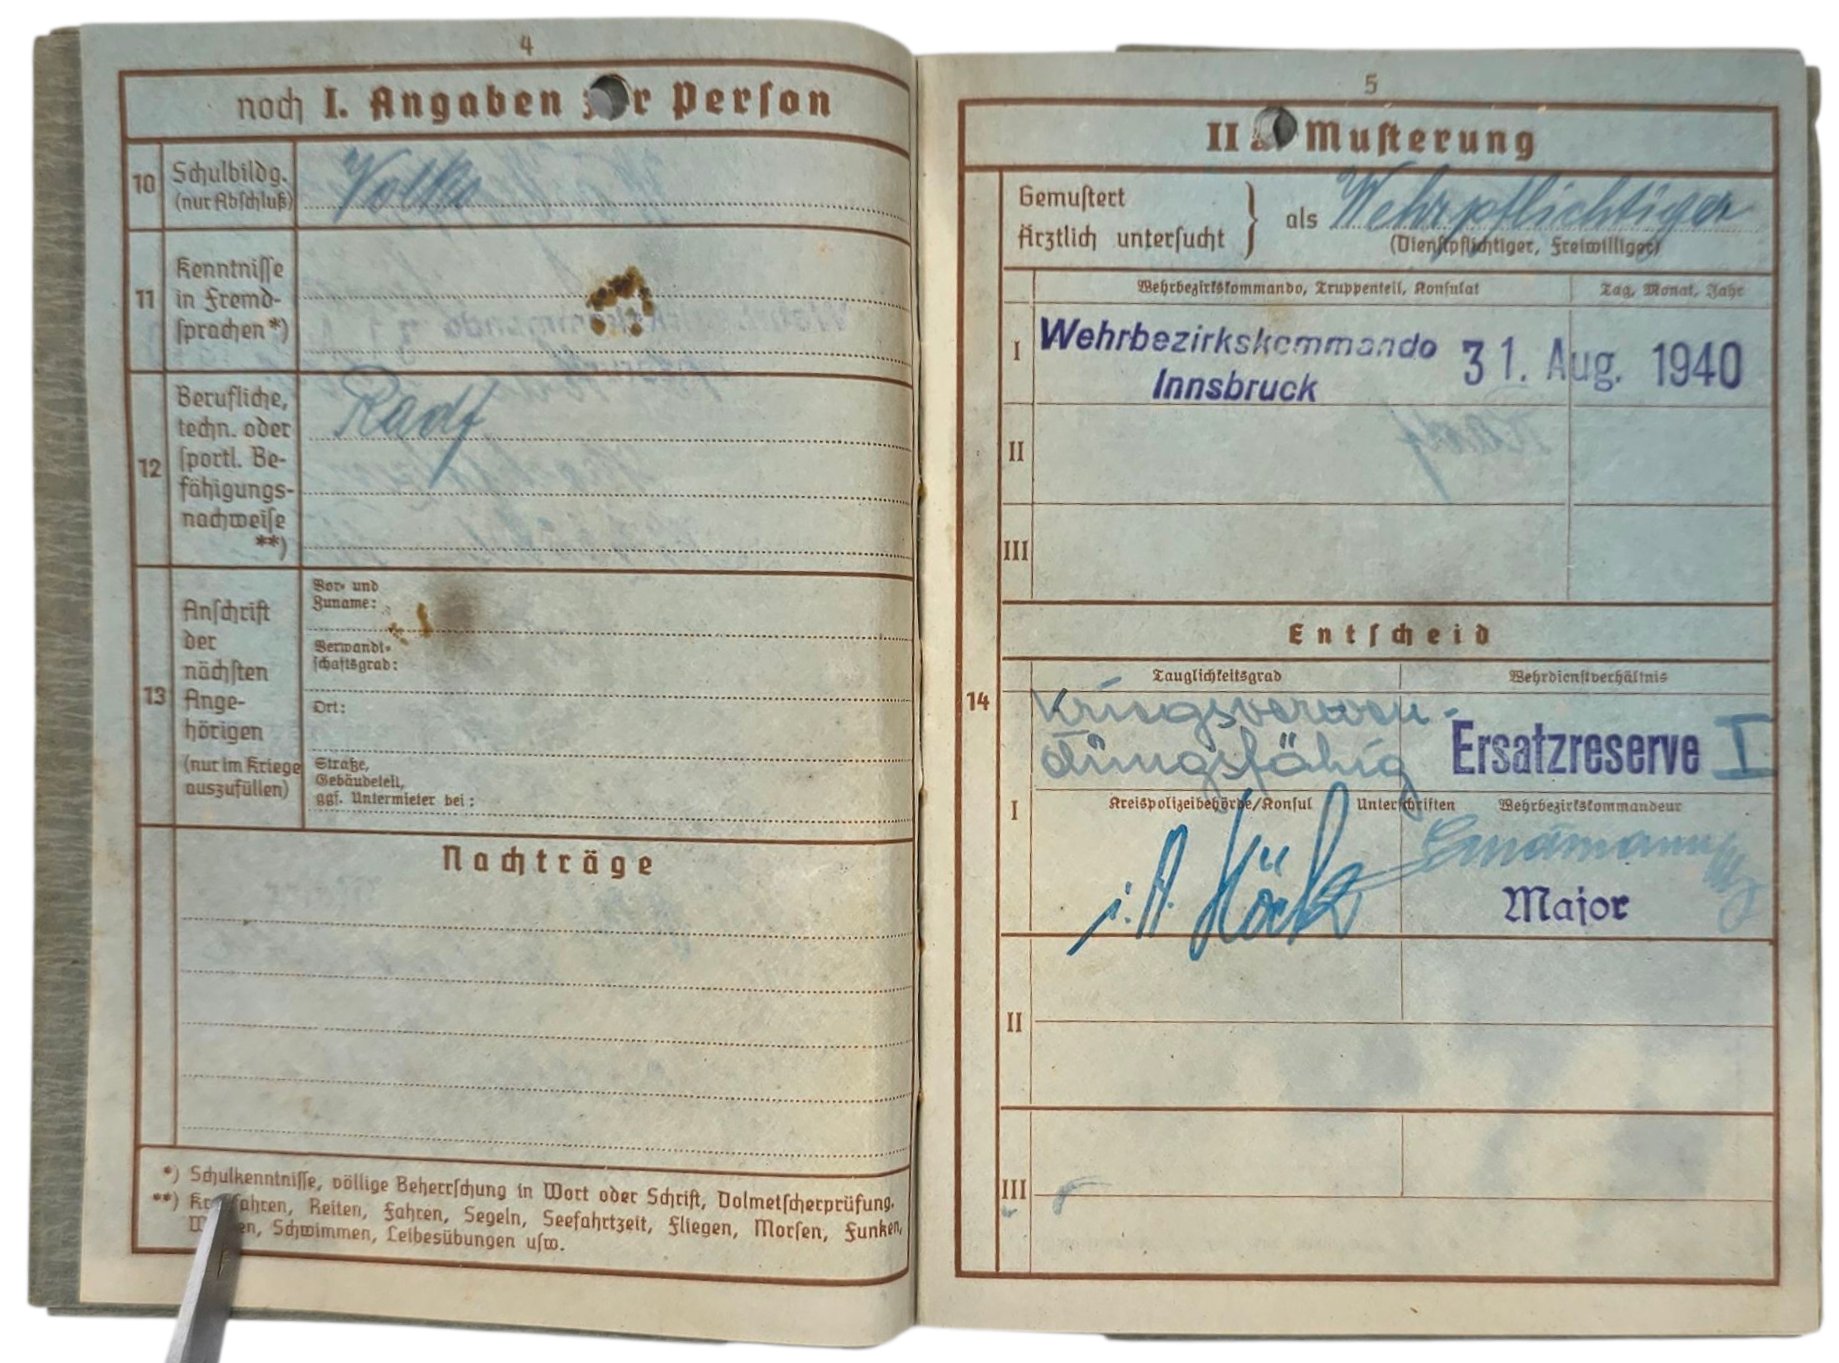 4
noch I. Angaben zur Person
10 Schulbildg.
(nur Abschluß)
Volkss
11 Kenntnisse
in Fremd-
sprachen *)
12 Berufliche,
techn. oder
sportl. Be-
fähigungs-
nachweise
**)
Radf
13 Anschrift
der
nächsten
Ange-
hörigen
(nur im Kriege
auszufüllen)
Vor- und
Zuname:
Verwandt-
schaftsgrad:
Ort:
Straße,
Gebäudeteil,
ggf. Untermieter bei:
Nachträge
*) Schulkenntnisse, völlige Beherrschung in Wort oder Schrift, Dolmetscherprüfung.
**) Reiten, Fahren, Segeln, Seefahrtzeit, Fliegen, Morsen, Funken,
Schwimmen, Leibesübungen usw.
5
II Musterung
Gemustert
Ärztlich untersucht } als Wehrpflichtiger
(Dienstpflichtiger, Freiwilliger)
Wehrbezirkskommando, Truppenteil, Konsulat Tag, Monat, Jahr
I Wehrbezirkskommando 31. Aug. 1940
Innsbruck
II
III
Entscheid
14
Tauglichkeitsgrad Wehrdienstverhältnis
Kriegsverwen-
dungsfähig Ersatzreserve I
I Kreispolizeibehörde/Konsul Unterschriften Wehrbezirkskommandeur
i. A.
Major
II
III